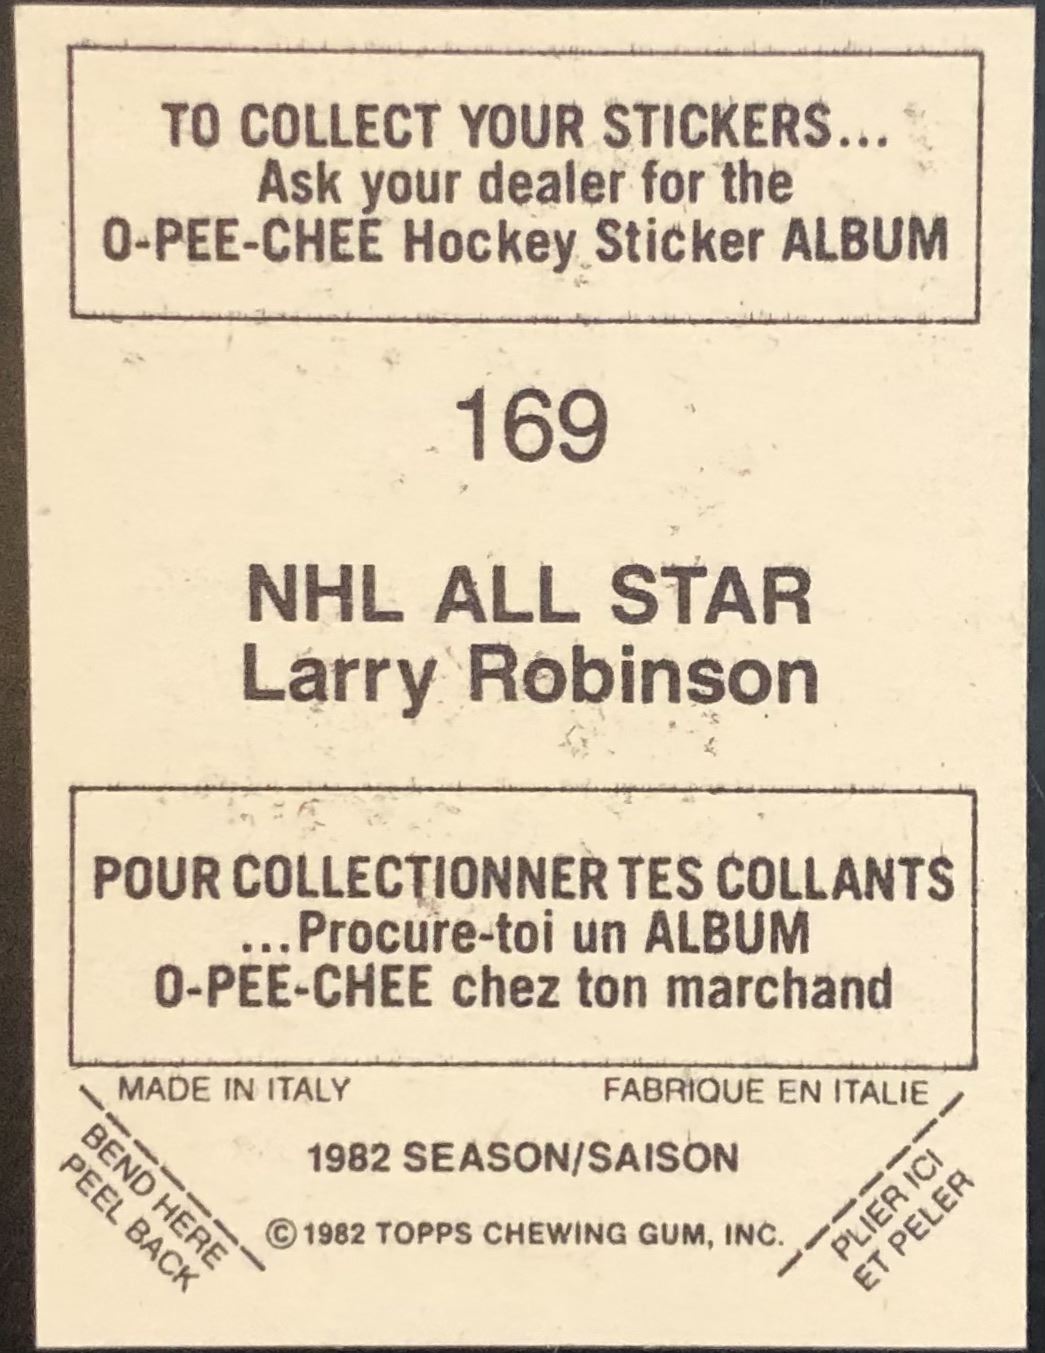 TO COLLECT YOUR STICKERS...
Ask your dealer for the
O-PEE-CHEE Hockey Sticker ALBUM
169
NHL ALL STAR
Larry Robinson
POUR COLLECTIONNER TES COLLANTS
...Procure-toi un ALBUM
O-PEE-CHEE chez ton marchand
MADE IN ITALY
FABRIQUE EN ITALIE
BEND HERE
PEEL BACK
1982 SEASON/SAISON
© 1982 TOPPS CHEWING GUM, INC.
PLIER ICI
ET PELER